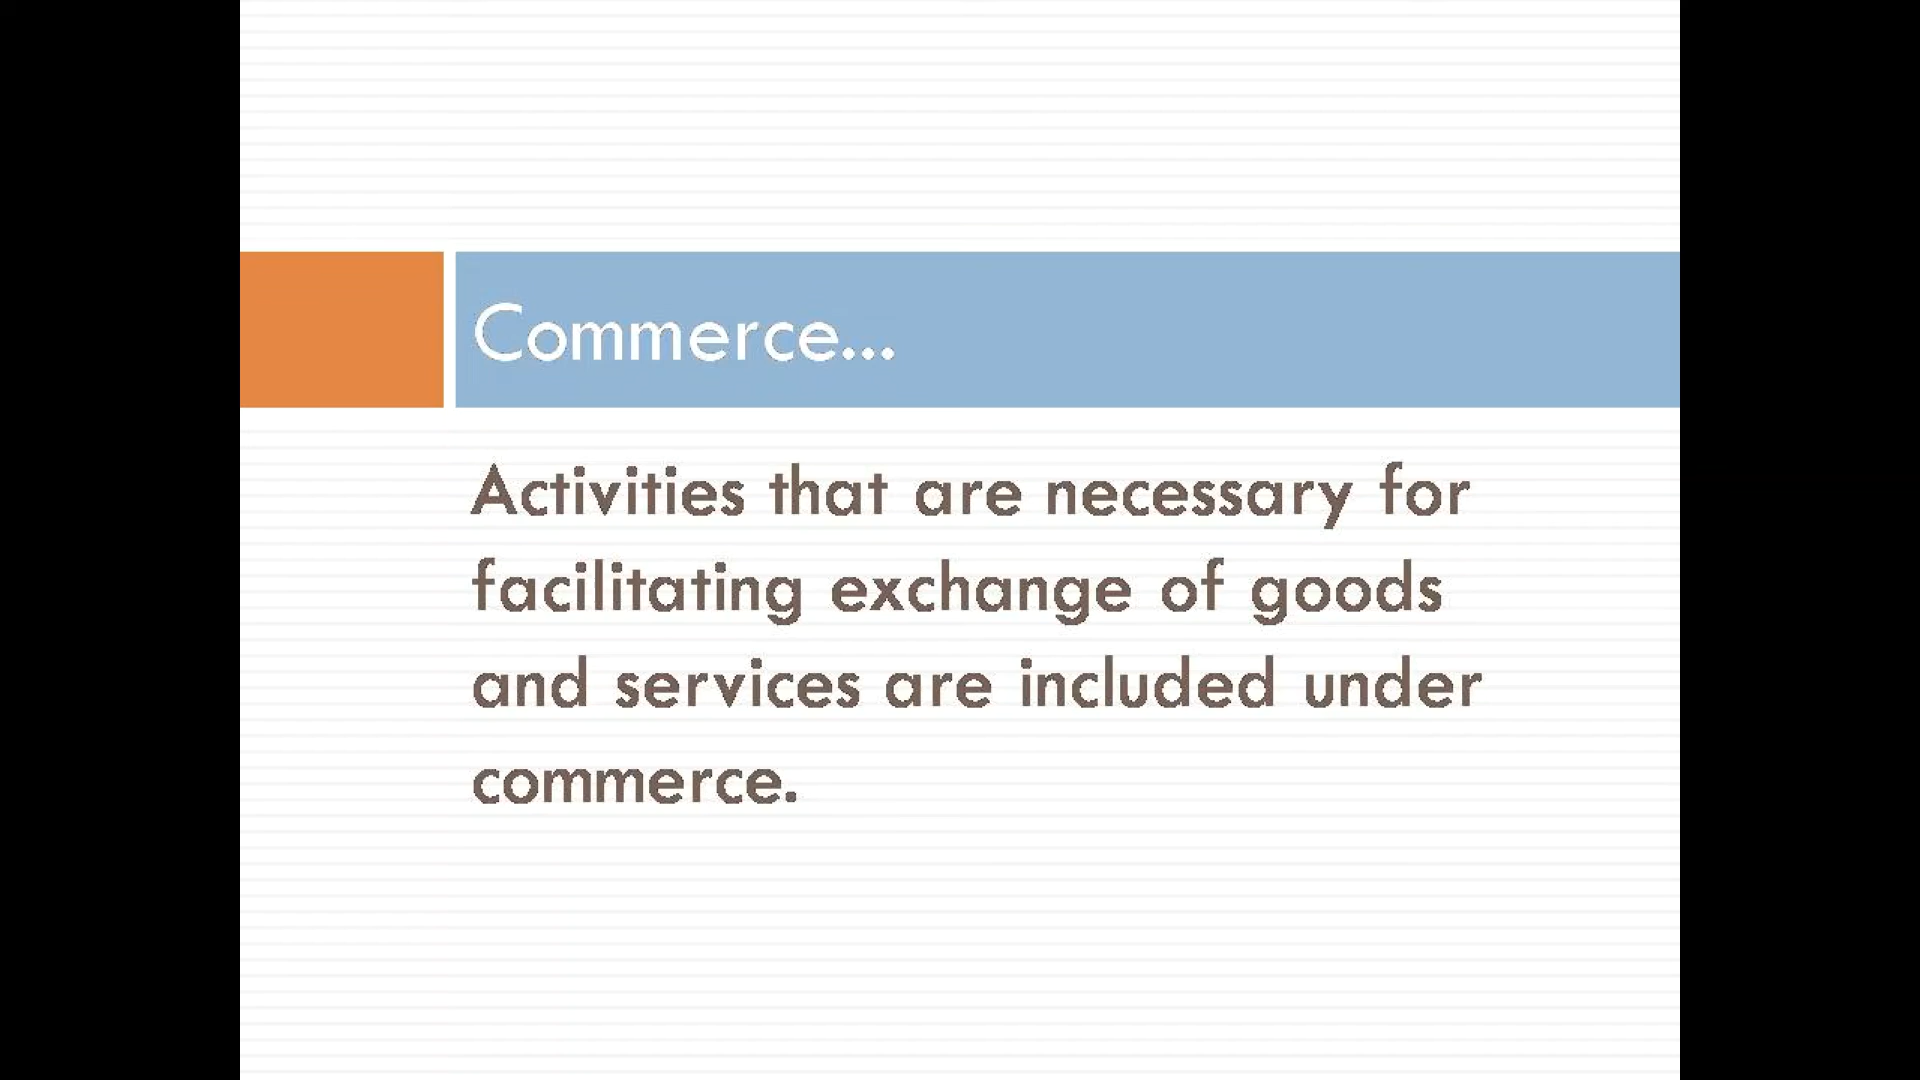 Commerce...
Activities that are necessary for
facilitating exchange of goods
and services are included under
commerce.